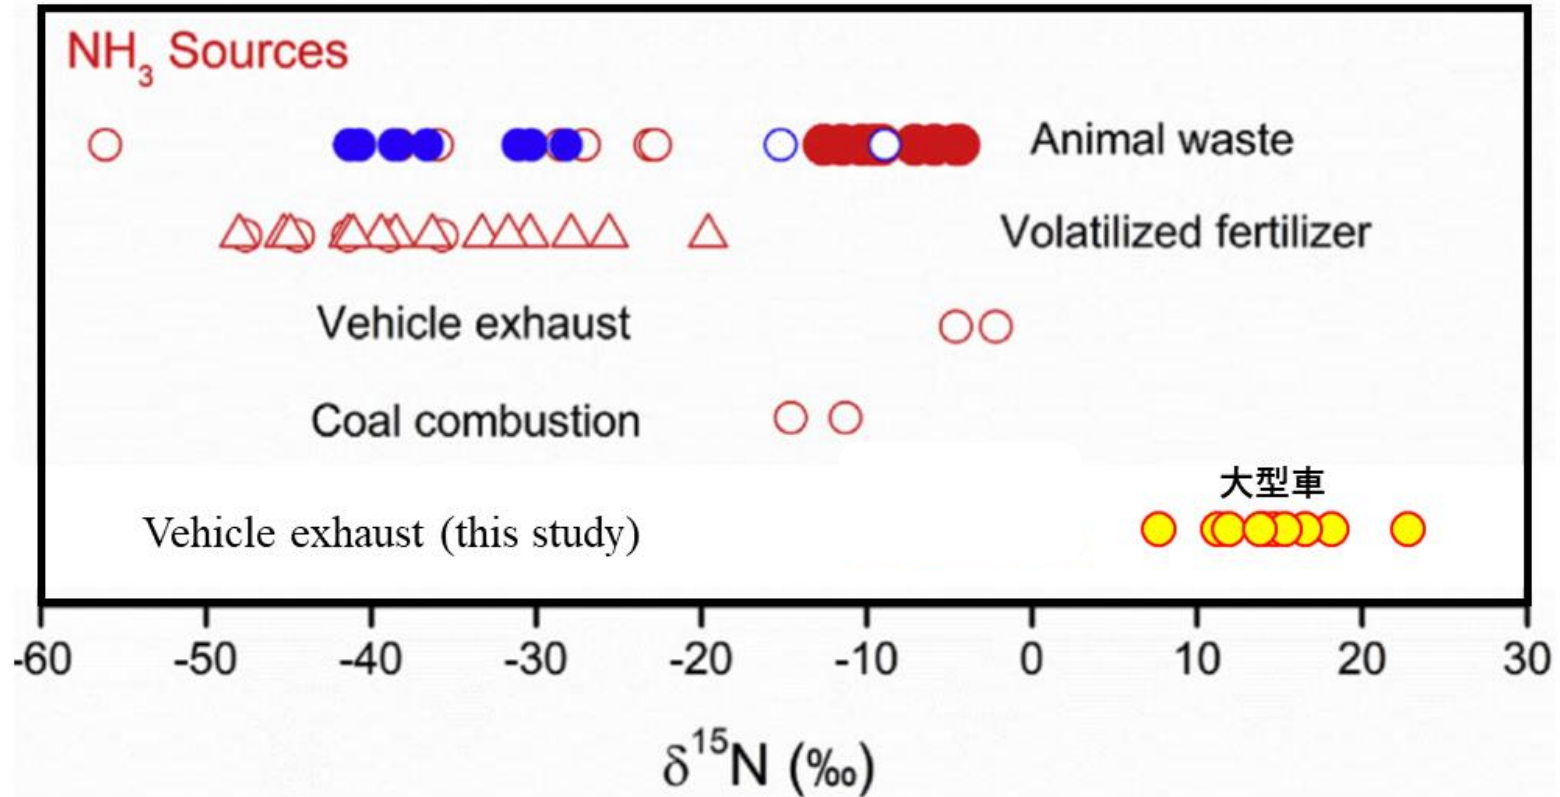 NH₃ Sources
Animal waste
Volatilized fertilizer
Vehicle exhaust
Coal combustion
大型車
Vehicle exhaust (this study)
-60 -50 -40 -30 -20 -10 0 10 20 30
δ¹⁵N (‰)